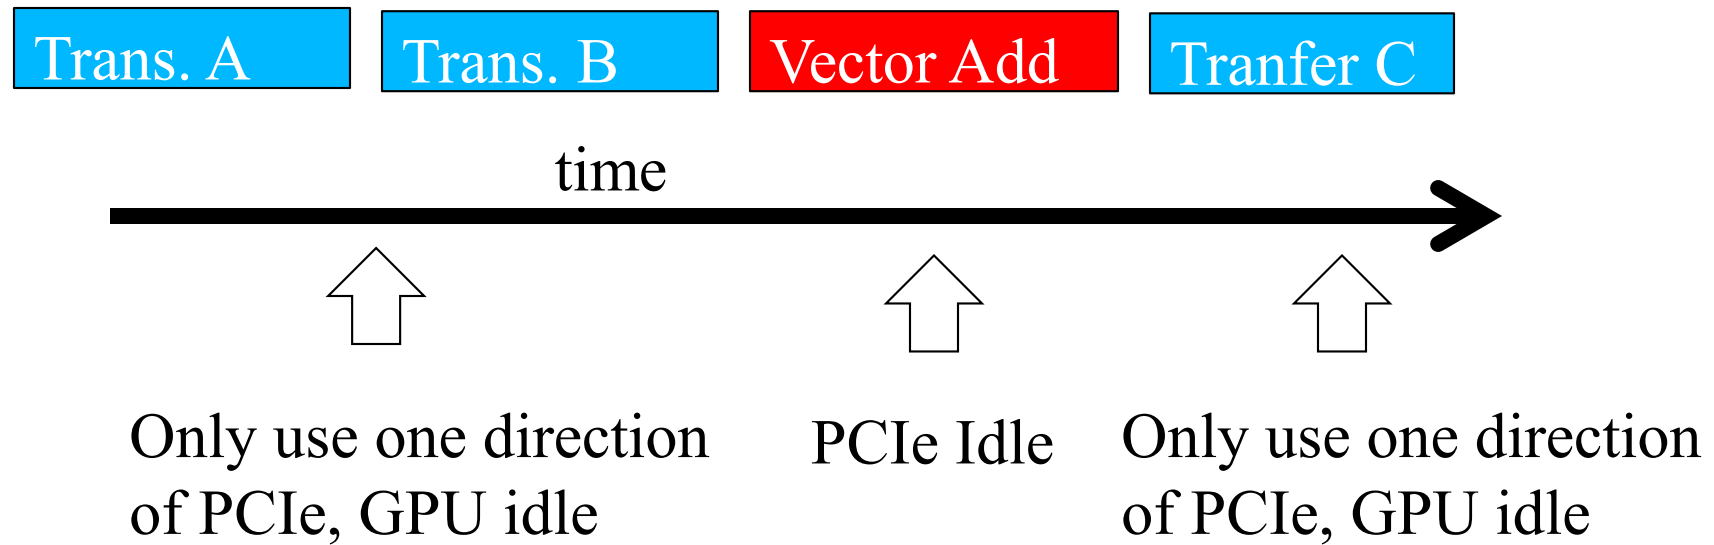 Trans. A
Trans. B
Vector Add
Tranfer C
time
Only use one direction
of PCIe, GPU idle
PCIe Idle
Only use one direction
of PCIe, GPU idle